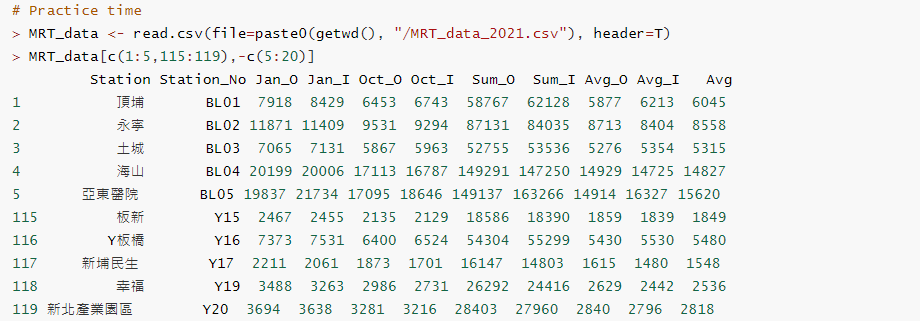 # Practice time
> MRT_data <- read.csv(file=paste0(getwd(), "/MRT_data_2021.csv"), header=T)
> MRT_data[c(1:5,115:119),-c(5:20)]
Station Station_No Jan_O Jan_I Oct_O Oct_I Sum_O Sum_I Avg_O Avg_I Avg
1 頂埔 BL01 7918 8429 6453 6743 58767 62128 5877 6213 6045
2 永寧 BL02 11871 11409 9531 9294 87131 84035 8713 8404 8558
3 土城 BL03 7065 7131 5867 5963 52755 53536 5276 5354 5315
4 海山 BL04 20199 20006 17113 16787 149291 147250 14929 14725 14827
5 亞東醫院 BL05 19837 21734 17095 18646 149137 163266 14914 16327 15620
115 板新 Y15 2467 2455 2135 2129 18586 18390 1859 1839 1849
116 Y板橋 Y16 7373 7531 6400 6524 54304 55299 5430 5530 5480
117 新埔民生 Y17 2211 2061 1873 1701 16147 14803 1615 1480 1548
118 幸福 Y19 3488 3263 2986 2731 26292 24416 2629 2442 2536
119 新北產業園區 Y20 3694 3638 3281 3216 28403 27960 2840 2796 2818